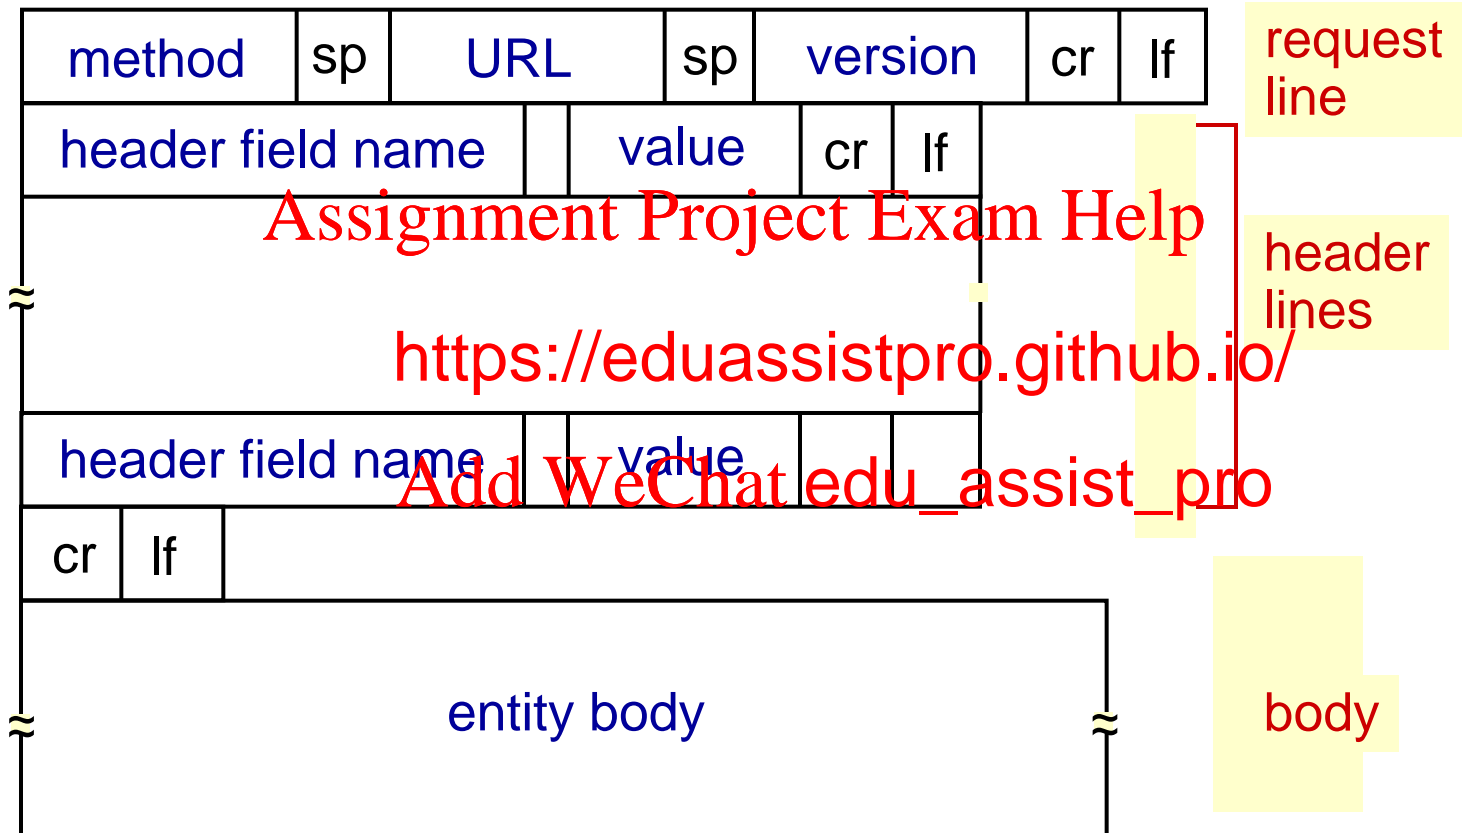 method sp URL sp version cr lf
request
line
header field name value cr lf
Assignment Project Exam Help
header
lines
≈
https://eduassistpro.github.io/
header field name value
Add WeChat edu_assist_pro
cr lf
≈ entity body ≈ body